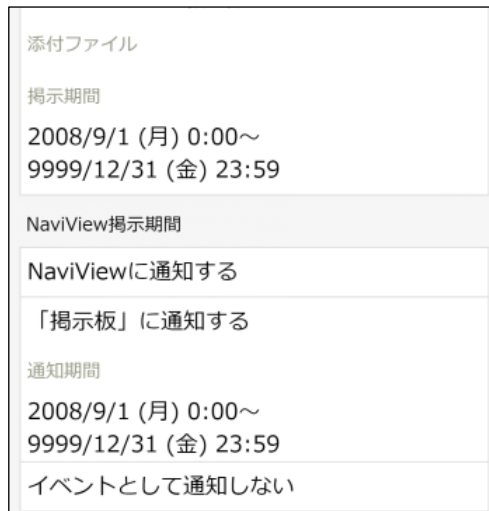 添付ファイル
掲示期間
2008/9/1 (月) 0:00～
9999/12/31 (金) 23:59
NaviView掲示期間
NaviViewに通知する
「掲示板」に通知する
通知期間
2008/9/1 (月) 0:00～
9999/12/31 (金) 23:59
イベントとして通知しない